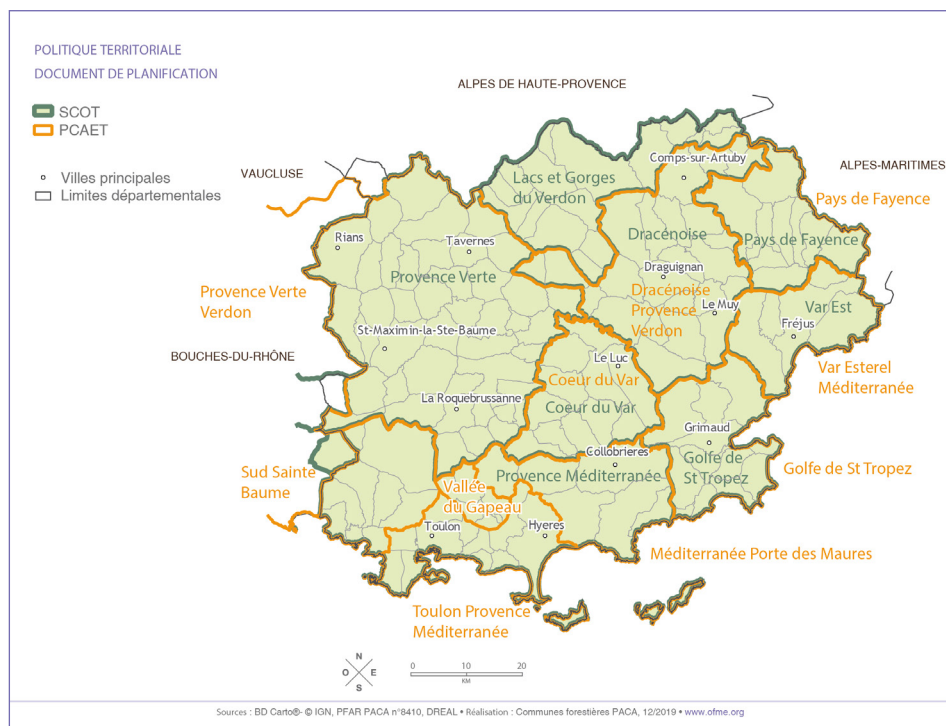 POLITIQUE TERRITORIALE
DOCUMENT DE PLANIFICATION
SCOT
PCAET
Villes principales
Limites départementales
ALPES DE HAUTE-PROVENCE
VAUCLUSE
ALPES-MARITIMES
BOUCHES-DU-RHÔNE
Comps-sur-Artuby
Lacs et Gorges
du Verdon
Pays de Fayence
Rians
Tavernes
Dracénoise
Pays de Fayence
Provence Verte
Draguignan
Provence Verte
Verdon
Dracénoise
Provence
Verdon
Le Muy
Var Est
Fréjus
St-Maximin-la-Ste-Baume
Le Luc
Coeur du Var
Var Esterel
Méditerranée
La Roquebrussanne
Coeur du Var
Grimaud
Collobrieres
Golfe de
St Tropez
Golfe de St Tropez
Sud Sainte
Baume
Provence Méditerranée
Vallée
du Gapeau
Toulon
Hyeres
Méditerranée Porte des Maures
Toulon Provence
Méditerranée
N
O E
S
0 10 20
KM
Sources : BD Carto®- © IGN, PFAR PACA n°8410, DREAL • Réalisation : Communes forestières PACA, 12/2019 • www.ofme.org